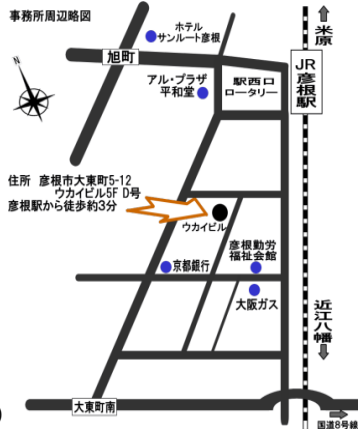 事務所周辺略図
ホテル
サンルート彦根
米原
旭町
JR
彦根駅
アル・プラザ
平和堂
駅西口
ロータリー
N
住所 彦根市大東町5-12
ウカイビル5F D号
彦根駅から徒歩約3分
ウカイビル
彦根勤労
福祉会館
京都銀行
大阪ガス
近江八幡
大東町南
国道8号線